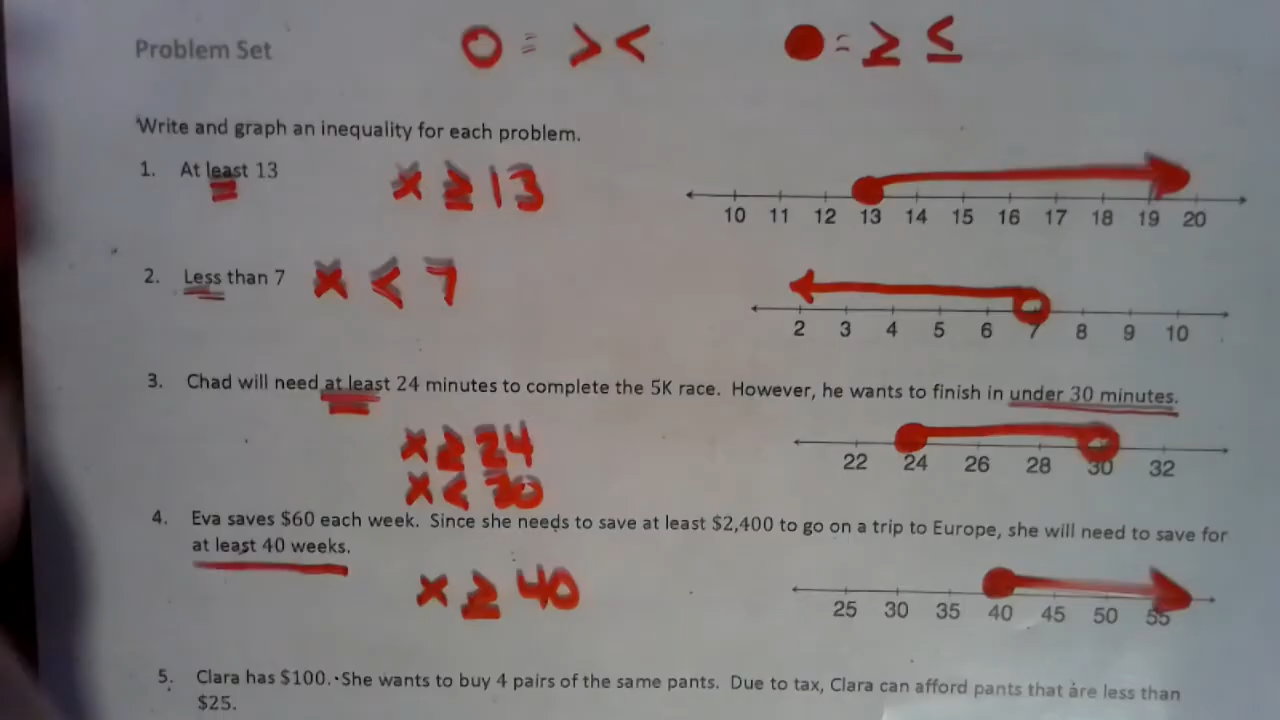 Problem Set
O = > <
● = ≥ ≤
Write and graph an inequality for each problem.
1. At least 13
x ≥ 13
10 11 12 13 14 15 16 17 18 19 20
2. Less than 7
x < 7
2 3 4 5 6 7 8 9 10
3. Chad will need at least 24 minutes to complete the 5K race. However, he wants to finish in under 30 minutes.
x ≥ 24
x < 30
22 24 26 28 30 32
4. Eva saves $60 each week. Since she needs to save at least $2,400 to go on a trip to Europe, she will need to save for
at least 40 weeks.
x ≥ 40
25 30 35 40 45 50 55
5. Clara has $100. She wants to buy 4 pairs of the same pants. Due to tax, Clara can afford pants that are less than
$25.